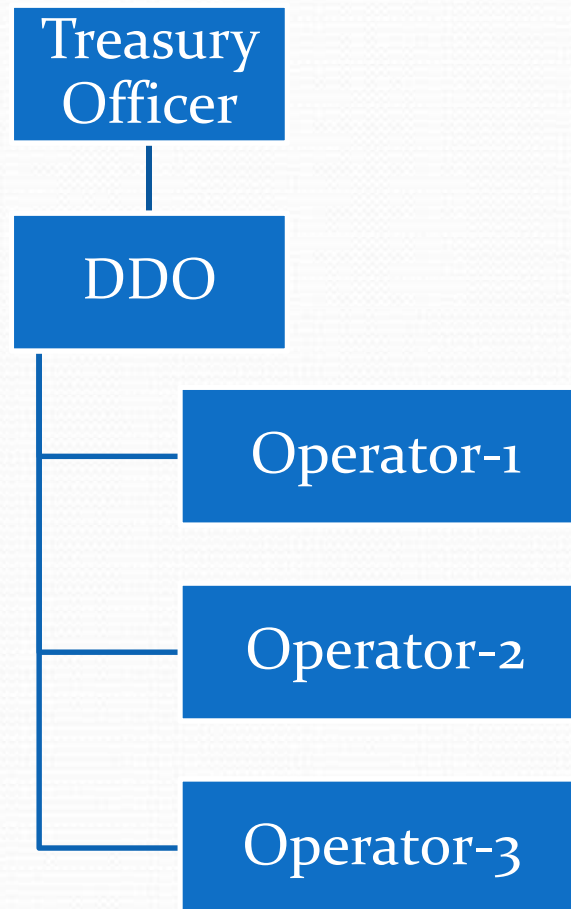 Treasury
Officer
DDO
Operator-1
Operator-2
Operator-3